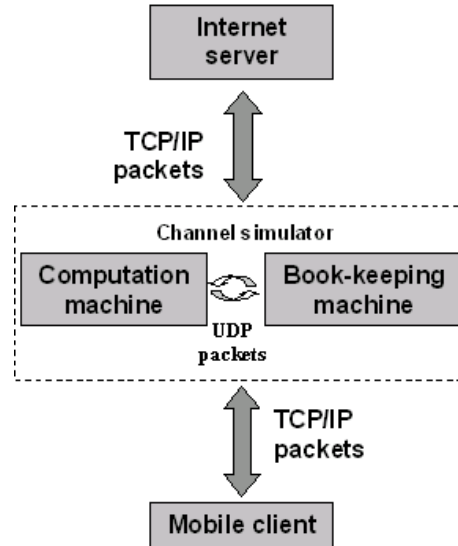 Internet
server
TCP/IP
packets
Channel simulator
Computation
machine
Book-keeping
machine
UDP
packets
TCP/IP
packets
Mobile client